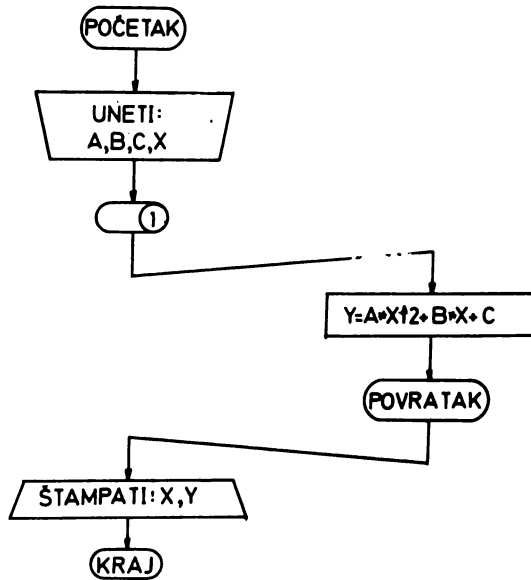 POČETAK
UNETI:
A,B,C,X
1
Y=A*X↑2+B*X+C
POVRATAK
ŠTAMPATI: X,Y
KRAJ